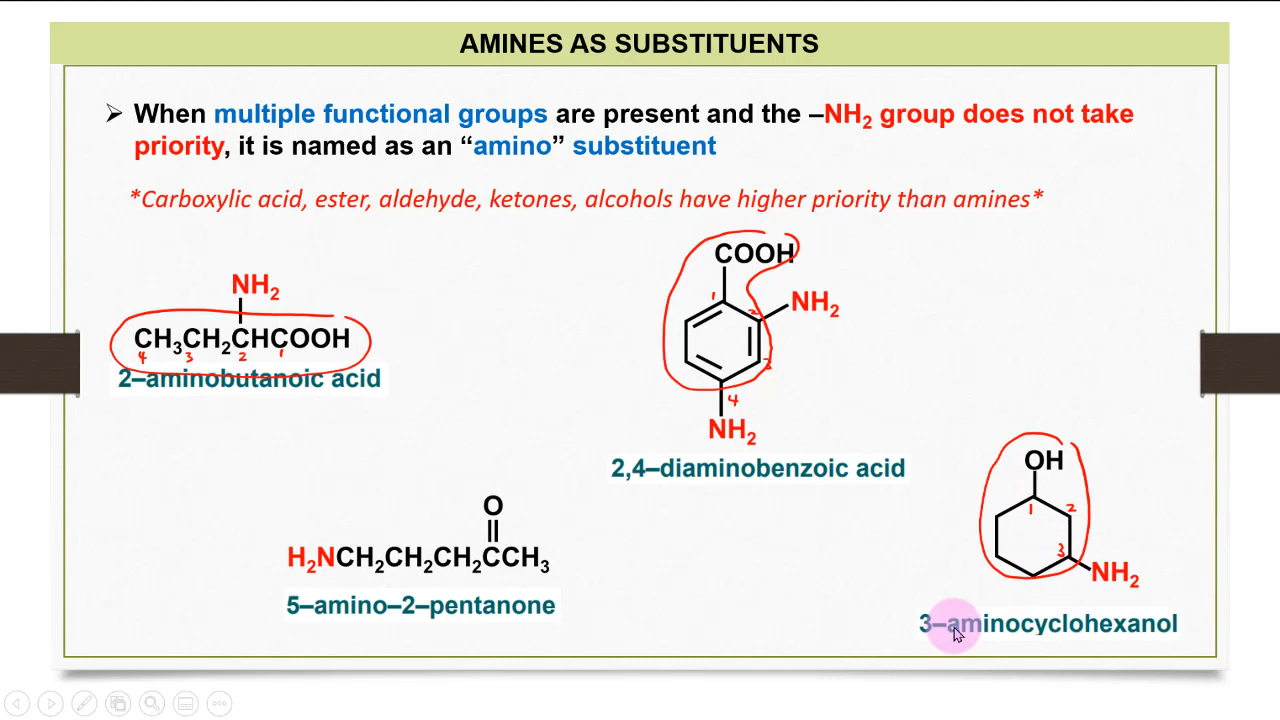 AMINES AS SUBSTITUENTS
➢ When multiple functional groups are present and the –NH₂ group does not take
priority, it is named as an “amino” substituent
*Carboxylic acid, ester, aldehyde, ketones, alcohols have higher priority than amines*
NH₂
CH₃CH₂CHCOOH
4 3 2 1
2–aminobutanoic acid
COOH
1
2
NH₂
3
4
NH₂
2,4–diaminobenzoic acid
O
H₂NCH₂CH₂CH₂CCH₃
5–amino–2–pentanone
OH
1 2
3
NH₂
3–aminocyclohexanol